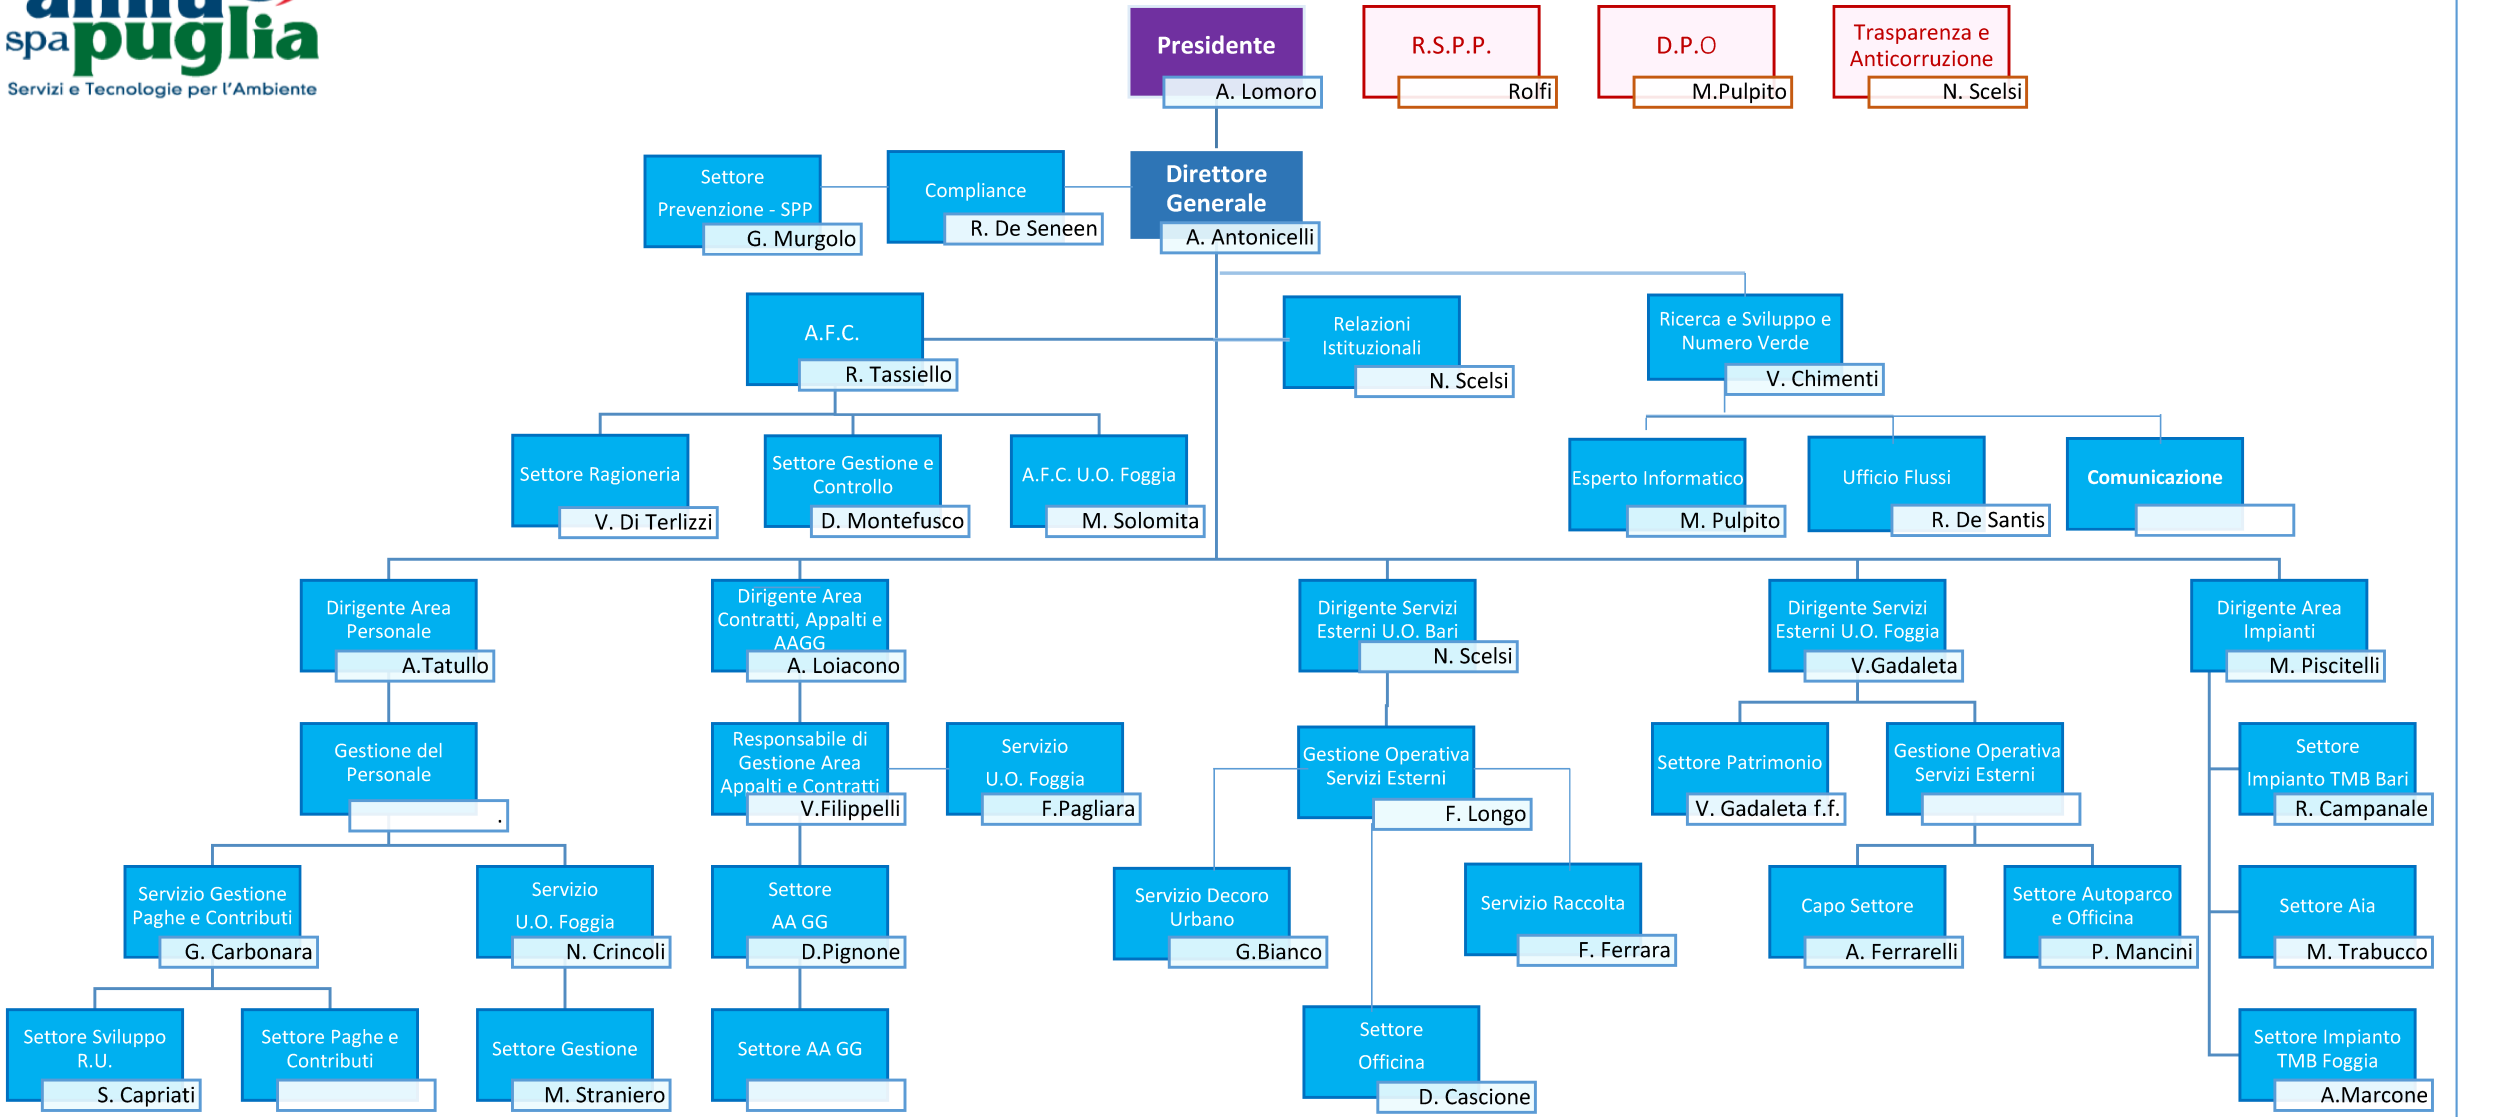 amiu
spa puglia
Servizi e Tecnologie per l'Ambiente
Presidente
A. Lomoro
R.S.P.P.
Rolfi
D.P.O
M.Pulpito
Trasparenza e
Anticorruzione
N. Scelsi
Settore
Prevenzione - SPP
G. Murgolo
Compliance
R. De Seneen
Direttore
Generale
A. Antonicelli
A.F.C.
R. Tassiello
Relazioni
Istituzionali
N. Scelsi
Ricerca e Sviluppo e
Numero Verde
V. Chimenti
Settore Ragioneria
V. Di Terlizzi
Settore Gestione e
Controllo
D. Montefusco
A.F.C. U.O. Foggia
M. Solomita
Esperto Informatico
M. Pulpito
Ufficio Flussi
R. De Santis
Comunicazione
Dirigente Area
Personale
A.Tatullo
Dirigente Area
Contratti, Appalti e
AAGG
A. Loiacono
Dirigente Servizi
Esterni U.O. Bari
N. Scelsi
Dirigente Servizi
Esterni U.O. Foggia
V.Gadaleta
Dirigente Area
Impianti
M. Piscitelli
Gestione del
Personale
.
Responsabile di
Gestione Area
Appalti e Contratti
V.Filippelli
Servizio
U.O. Foggia
F.Pagliara
Gestione Operativa
Servizi Esterni
F. Longo
Settore Patrimonio
V. Gadaleta f.f.
Gestione Operativa
Servizi Esterni
Settore
Impianto TMB Bari
R. Campanale
Servizio Gestione
Paghe e Contributi
G. Carbonara
Servizio
U.O. Foggia
N. Crincoli
Settore
AA GG
D.Pignone
Servizio Decoro
Urbano
G.Bianco
Servizio Raccolta
F. Ferrara
Capo Settore
A. Ferrarelli
Settore Autoparco
e Officina
P. Mancini
Settore Aia
M. Trabucco
Settore Sviluppo
R.U.
S. Capriati
Settore Paghe e
Contributi
Settore Gestione
M. Straniero
Settore AA GG
Settore
Officina
D. Cascione
Settore Impianto
TMB Foggia
A.Marcone